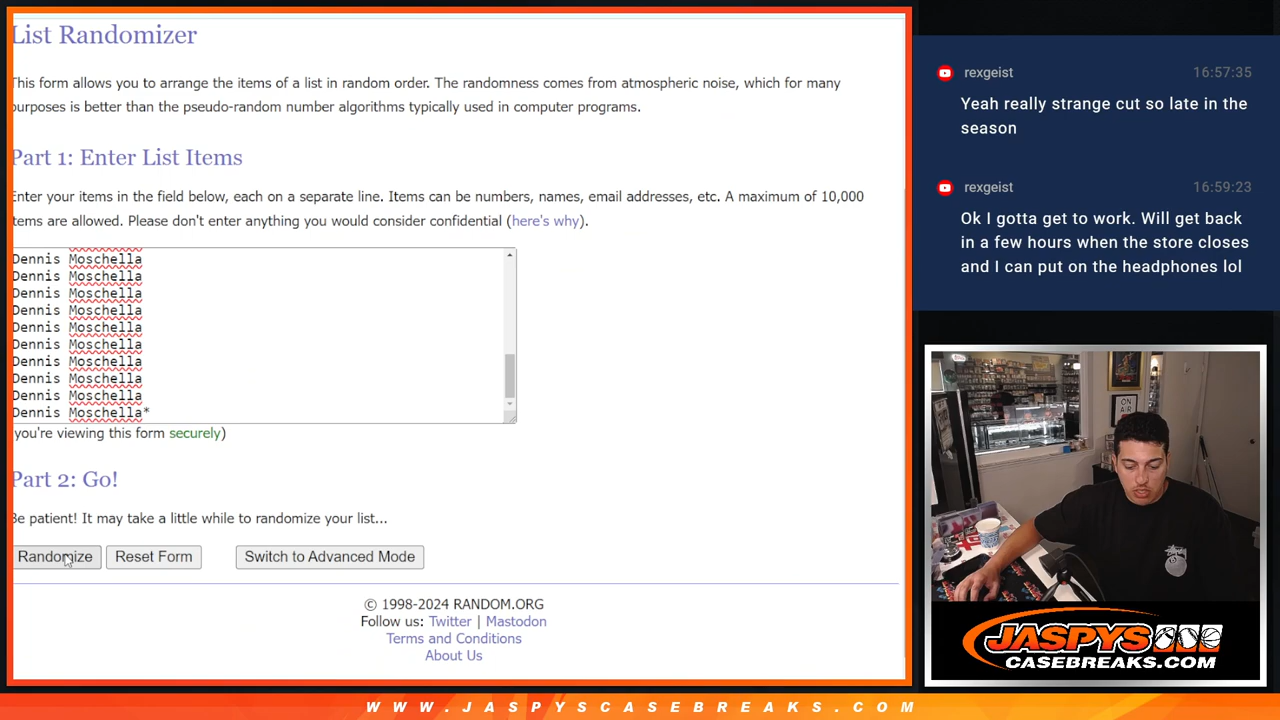 List Randomizer
This form allows you to arrange the items of a list in random order. The randomness comes from atmospheric noise, which for many
purposes is better than the pseudo-random number algorithms typically used in computer programs.
Part 1: Enter List Items
Enter your items in the field below, each on a separate line. Items can be numbers, names, email addresses, etc. A maximum of 10,000
items are allowed. Please don't enter anything you would consider confidential (here's why).
Dennis Moschella
Dennis Moschella
Dennis Moschella
Dennis Moschella
Dennis Moschella
Dennis Moschella
Dennis Moschella
Dennis Moschella
Dennis Moschella
Dennis Moschella*
(you're viewing this form securely)
Part 2: Go!
Be patient! It may take a little while to randomize your list...
Randomize Reset Form Switch to Advanced Mode
© 1998-2024 RANDOM.ORG
Follow us: Twitter | Mastodon
Terms and Conditions
About Us
rexgeist 16:57:35
Yeah really strange cut so late in the
season
rexgeist 16:59:23
Ok I gotta get to work. Will get back
in a few hours when the store closes
and I can put on the headphones lol
ON
AIR
JASPYS
CASEBREAKS.COM
WWW.JASPYSCASEBREAKS.COM